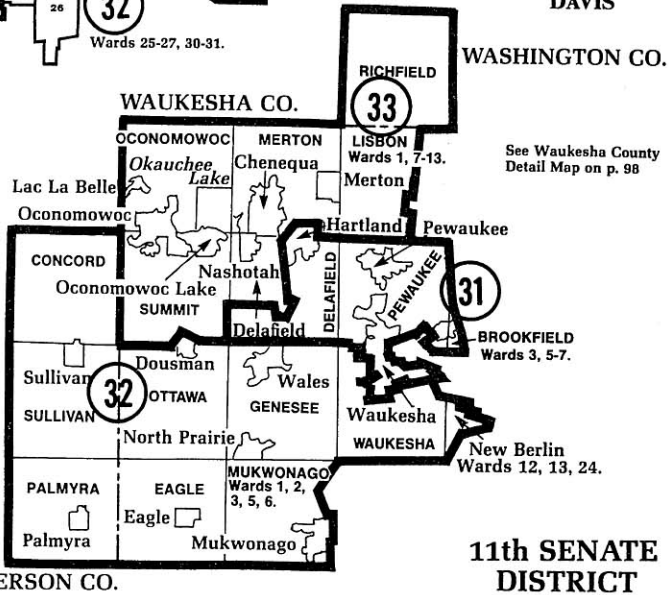 32
26
Wards 25-27, 30-31.
DAVIS
WASHINGTON CO.
RICHFIELD
33
WAUKESHA CO.
OCONOMOWOC
MERTON
LISBON
Wards 1, 7-13.
See Waukesha County
Detail Map on p. 98
Okauchee
Lake
Chenequa
Merton
Lac La Belle
Oconomowoc
Hartland
Pewaukee
CONCORD
Nashotah
Oconomowoc Lake
SUMMIT
DELAFIELD
PEWAUKEE
31
Delafield
BROOKFIELD
Wards 3, 5-7.
Dousman
Sullivan
32
OTTAWA
Wales
SULLIVAN
GENESEE
Waukesha
North Prairie
WAUKESHA
New Berlin
Wards 12, 13, 24.
MUKWONAGO
Wards 1, 2,
3, 5, 6.
PALMYRA
EAGLE
Eagle
Palmyra
Mukwonago
11th SENATE
DISTRICT
ERSON CO.